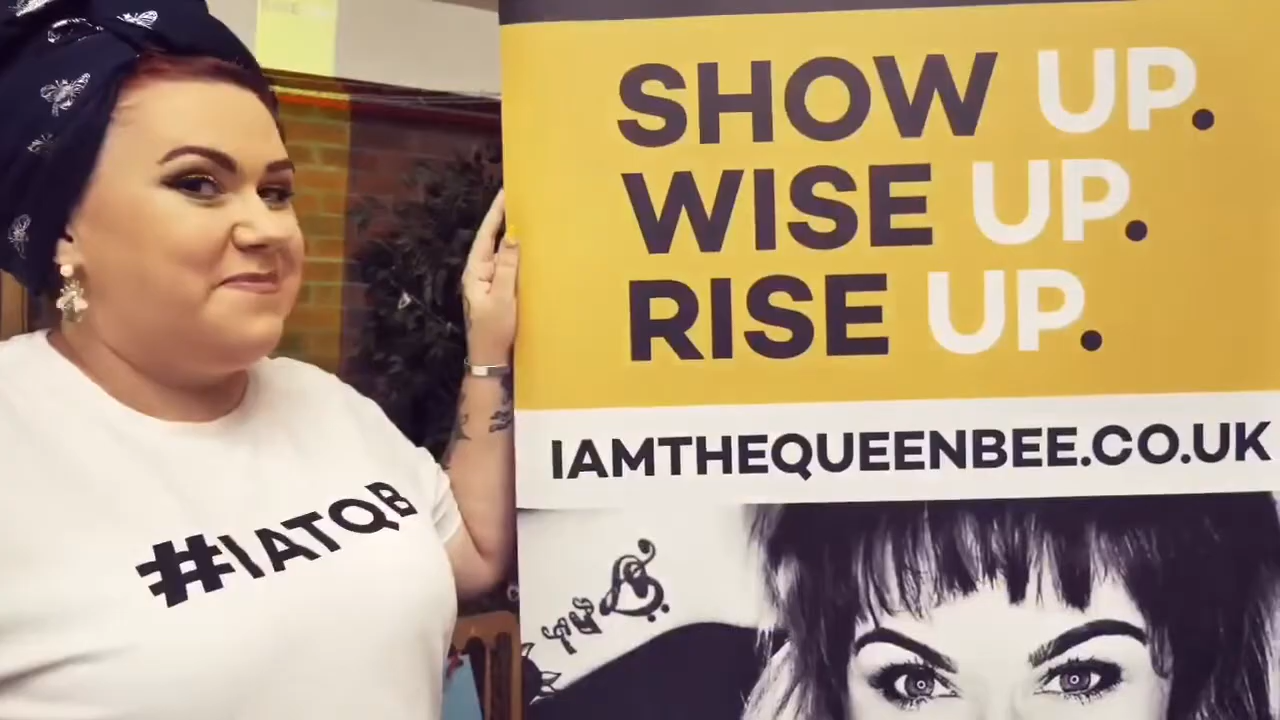 SHOW UP.
WISE UP.
RISE UP.
IAMTHEQUEENBEE.CO.UK
#IATQB